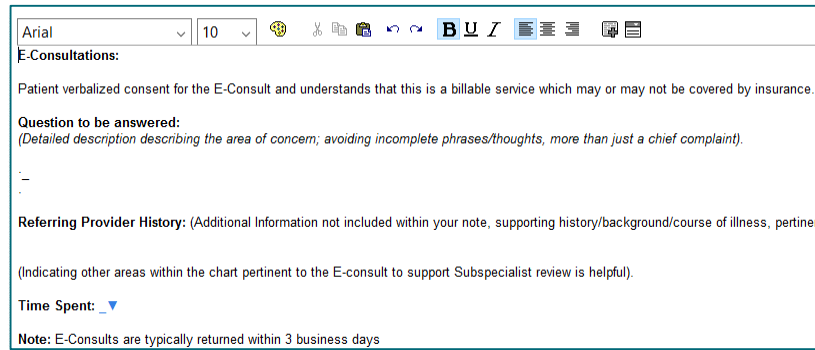 Arial 10 B U I
E-Consultations:
Patient verbalized consent for the E-Consult and understands that this is a billable service which may or may not be covered by insurance.
Question to be answered:
(Detailed description describing the area of concern; avoiding incomplete phrases/thoughts, more than just a chief complaint).
Referring Provider History: (Additional Information not included within your note, supporting history/background/course of illness,
(Indicating other areas within the chart pertinent to the E-consult to support Subspecialist review is helpful).
Time Spent: _
Note: E-Consults are typically returned within 3 business days